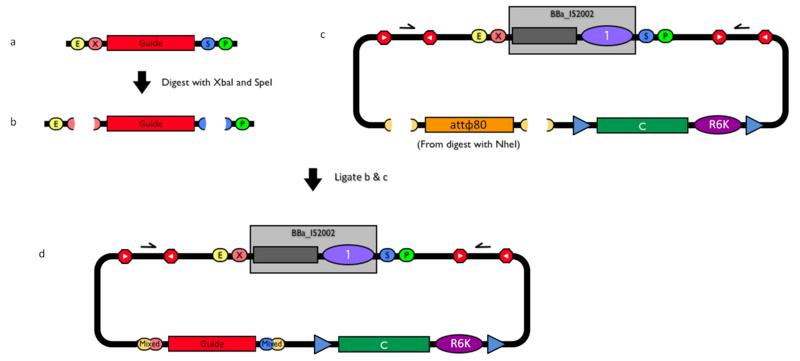 a
E X Guide S P
Digest with XbaI and SpeI
b
E Guide P
c
BBa_I52002
E X 1 S P
attφ80 C R6K
(From digest with NheI)
Ligate b & c
d
BBa_I52002
E X 1 S P
Mixed Guide Mixed C R6K